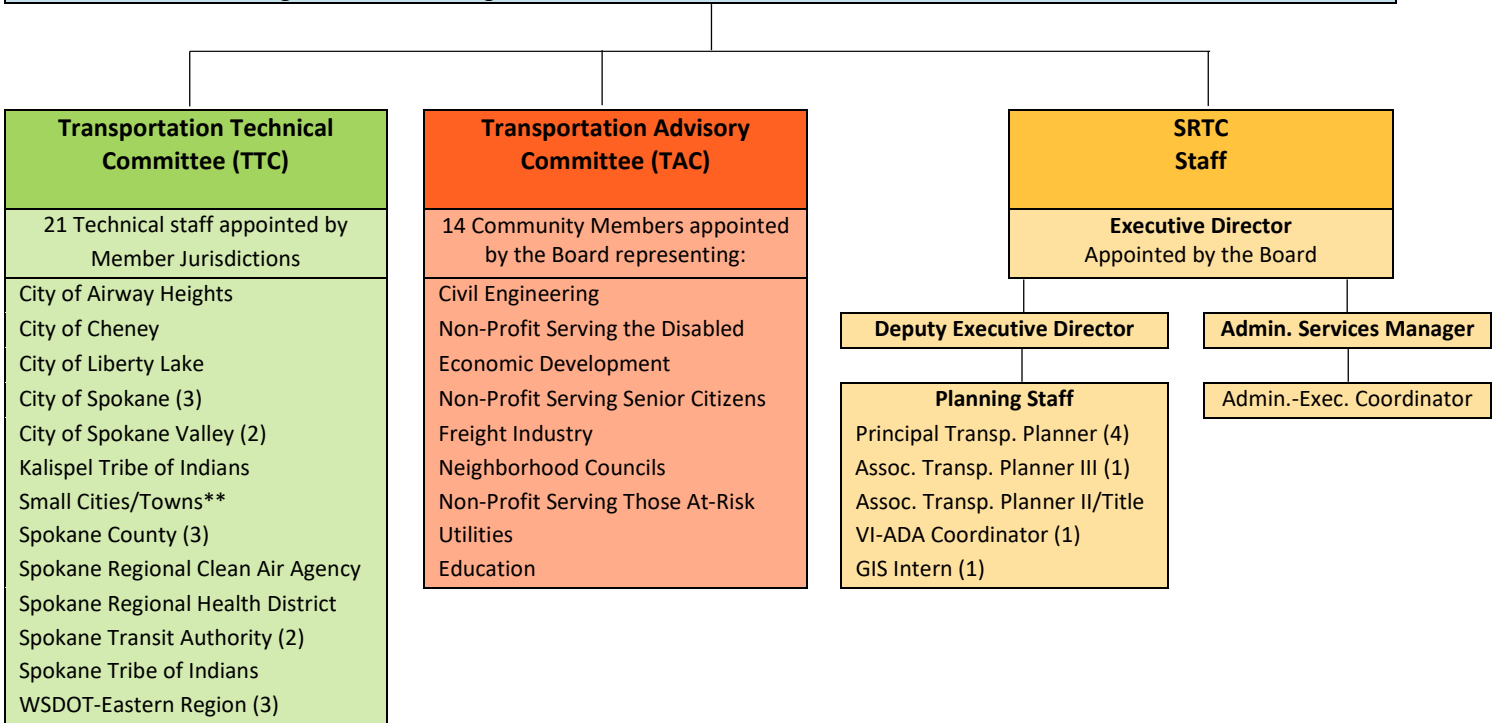 Transportation Technical
Committee (TTC)
21 Technical staff appointed by
Member Jurisdictions
City of Airway Heights
City of Cheney
City of Liberty Lake
City of Spokane (3)
City of Spokane Valley (2)
Kalispel Tribe of Indians
Small Cities/Towns**
Spokane County (3)
Spokane Regional Clean Air Agency
Spokane Regional Health District
Spokane Transit Authority (2)
Spokane Tribe of Indians
WSDOT-Eastern Region (3)
Transportation Advisory
Committee (TAC)
14 Community Members appointed
by the Board representing:
Civil Engineering
Non-Profit Serving the Disabled
Economic Development
Non-Profit Serving Senior Citizens
Freight Industry
Neighborhood Councils
Non-Profit Serving Those At-Risk
Utilities
Education
SRTC
Staff
Executive Director
Appointed by the Board
Deputy Executive Director
Planning Staff
Principal Transp. Planner (4)
Assoc. Transp. Planner III (1)
Assoc. Transp. Planner II/Title
VI-ADA Coordinator (1)
GIS Intern (1)
Admin. Services Manager
Admin.-Exec. Coordinator